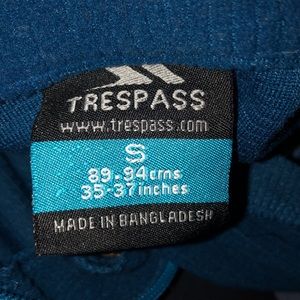 TRESPASS
www.trespass.com
S
89-94cms
35-37inches
MADE IN BANGLADESH